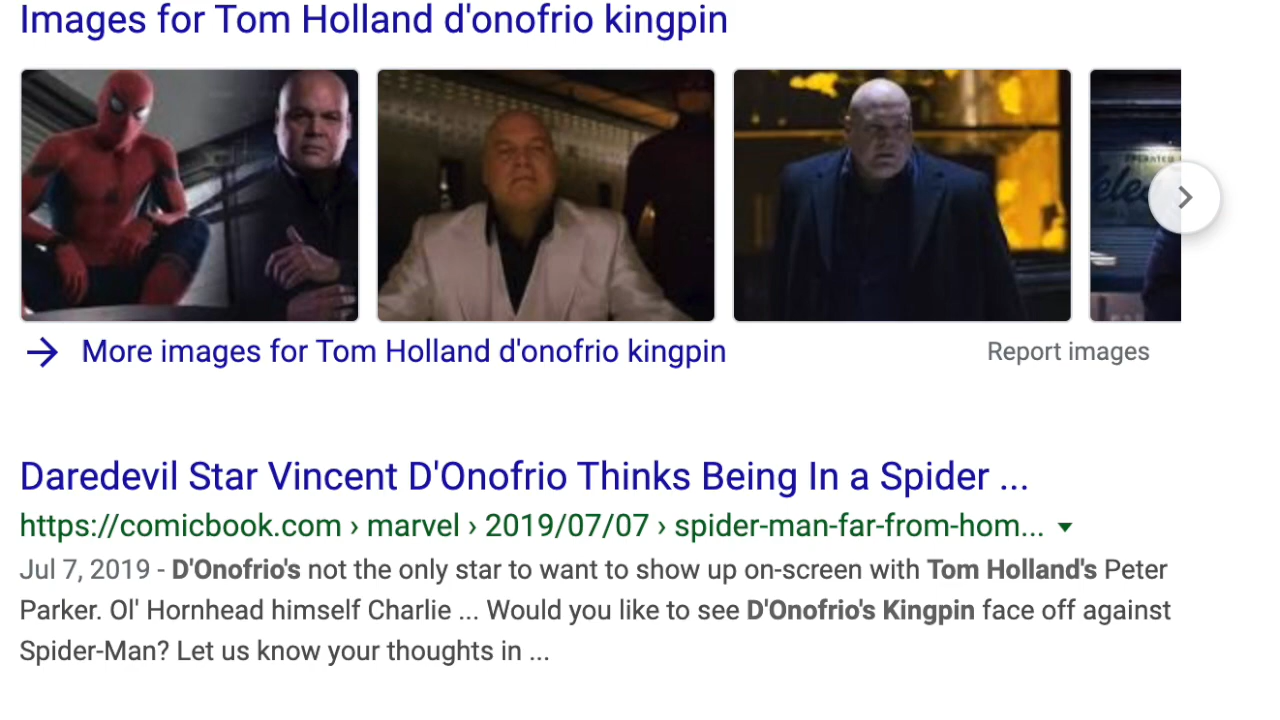 Images for Tom Holland d'onofrio kingpin
OPERATED
ele
More images for Tom Holland d'onofrio kingpin
Report images
Daredevil Star Vincent D'Onofrio Thinks Being In a Spider ...
https://comicbook.com › marvel › 2019/07/07 › spider-man-far-from-hom...
Jul 7, 2019 - D'Onofrio's not the only star to want to show up on-screen with Tom Holland's Peter
Parker. Ol' Hornhead himself Charlie ... Would you like to see D'Onofrio's Kingpin face off against
Spider-Man? Let us know your thoughts in ...